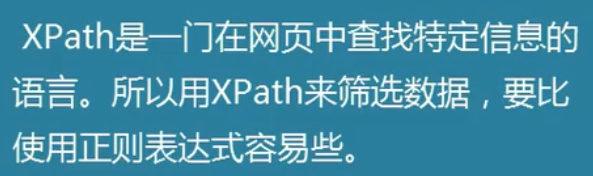 XPath是一门在网页中查找特定信息的
语言。所以用XPath来筛选数据，要比
使用正则表达式容易些。